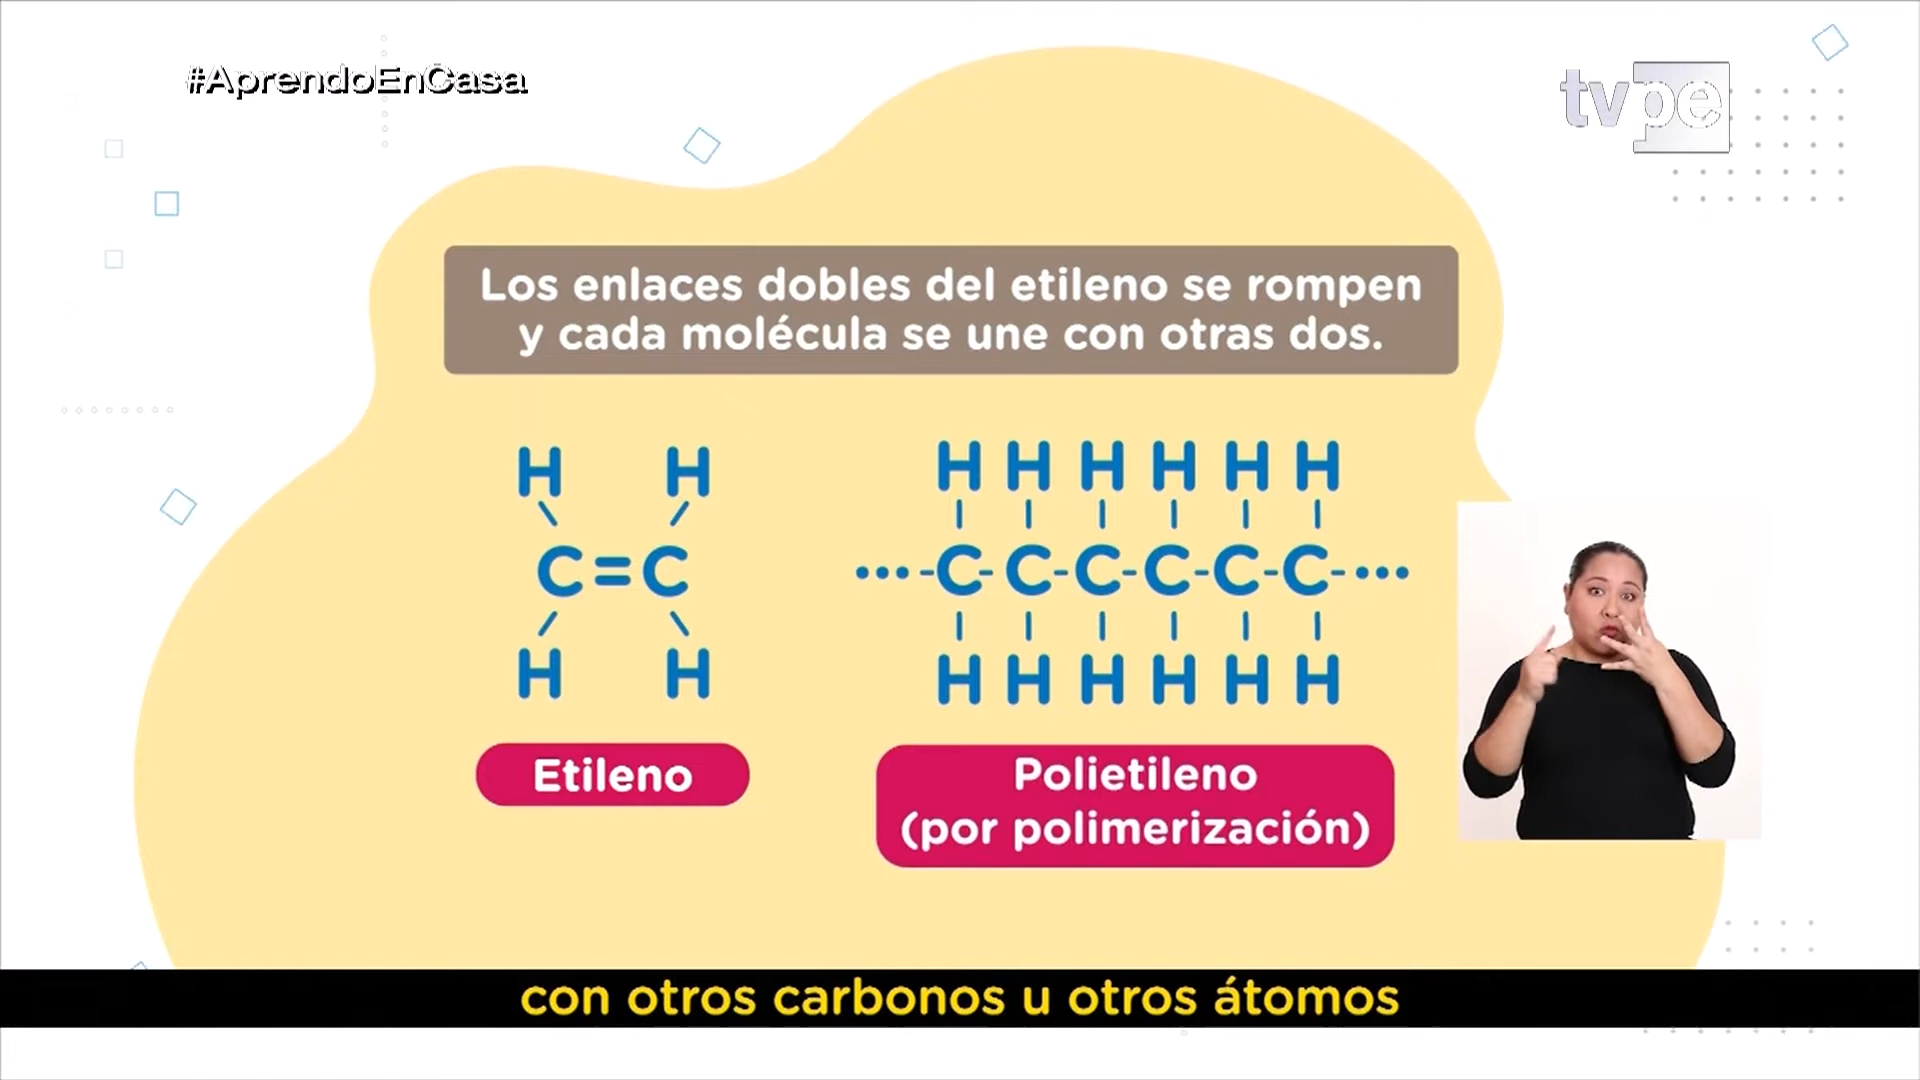 #AprendoEnCasa
tvpe
Los enlaces dobles del etileno se rompen
y cada molécula se une con otras dos.
H H
C=C
H H
H H H H H H
...-C-C-C-C-C-C-...
H H H H H H
Etileno
Polietileno
(por polimerización)
con otros carbonos u otros átomos